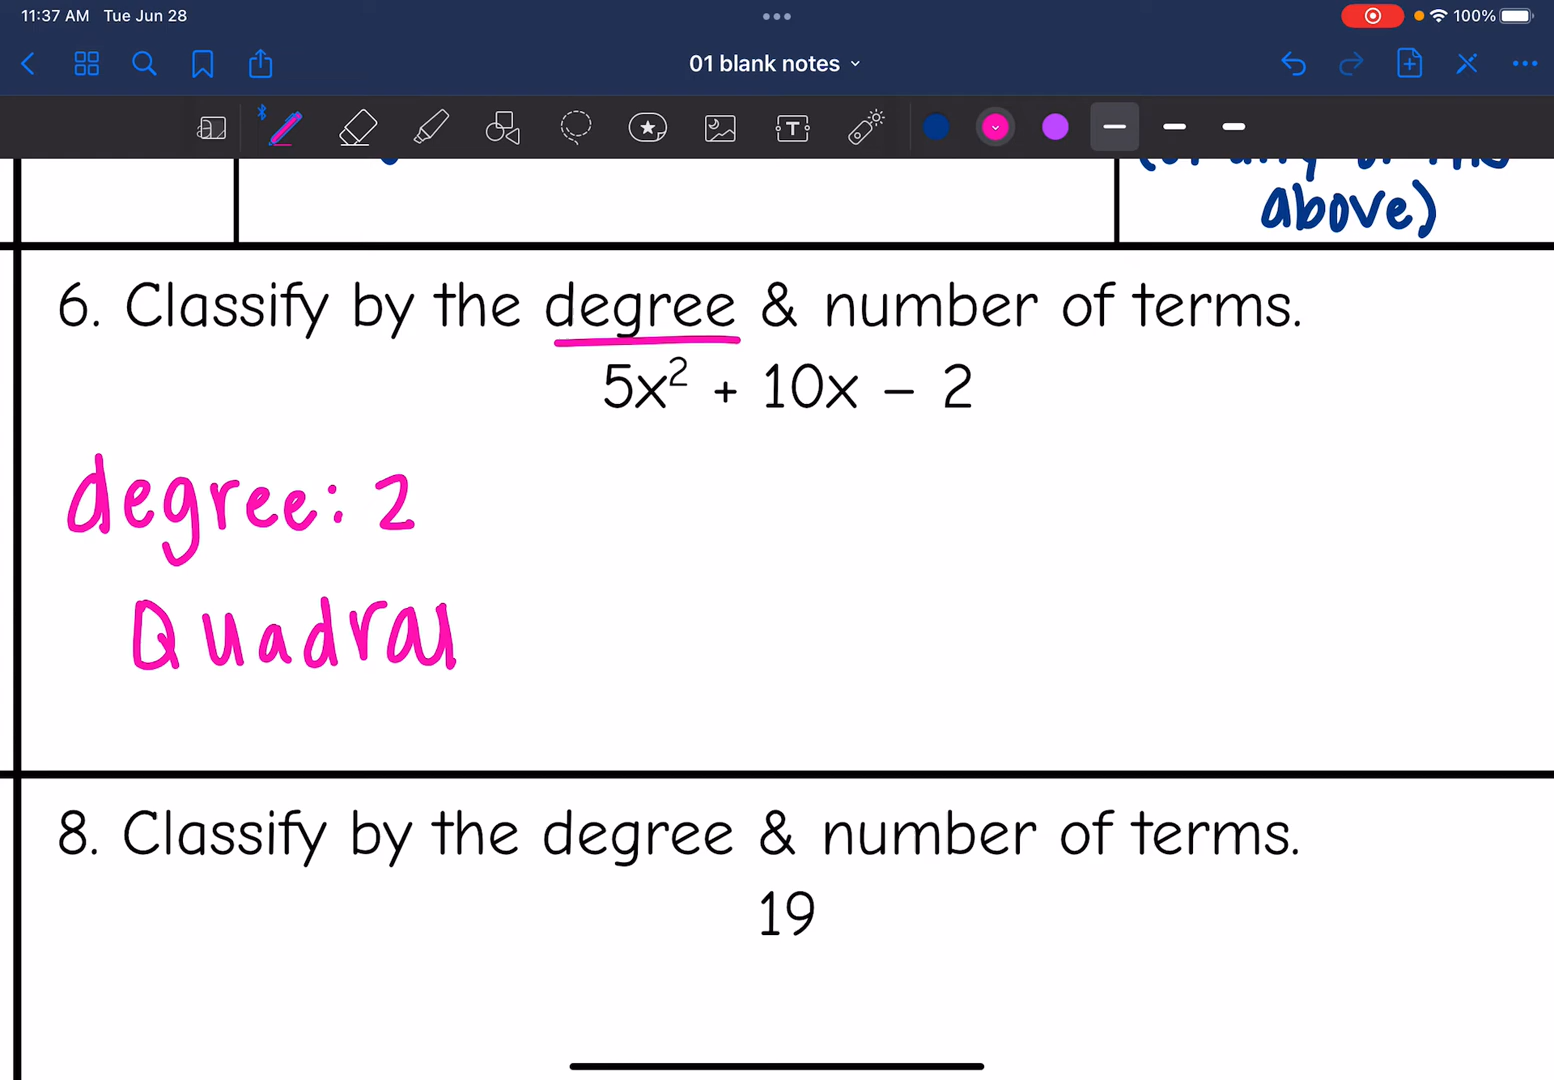 11:37 AM Tue Jun 28
100%
01 blank notes
above)
6. Classify by the degree & number of terms.
5x² + 10x − 2
degree: 2
Quadra
8. Classify by the degree & number of terms.
19